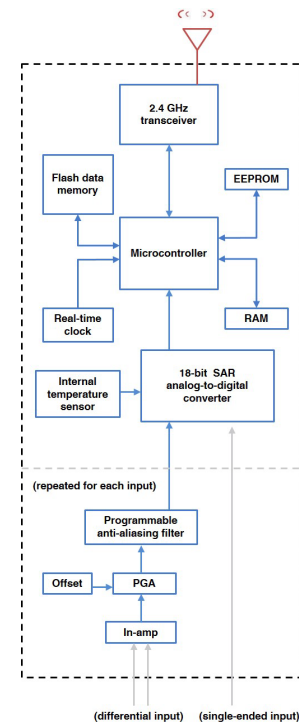 2.4 GHz
transceiver
Flash data
memory
EEPROM
Microcontroller
Real-time
clock
RAM
Internal
temperature
sensor
18-bit SAR
analog-to-digital
converter
(repeated for each input)
Programmable
anti-aliasing filter
Offset
PGA
In-amp
(differential input)
(single-ended input)